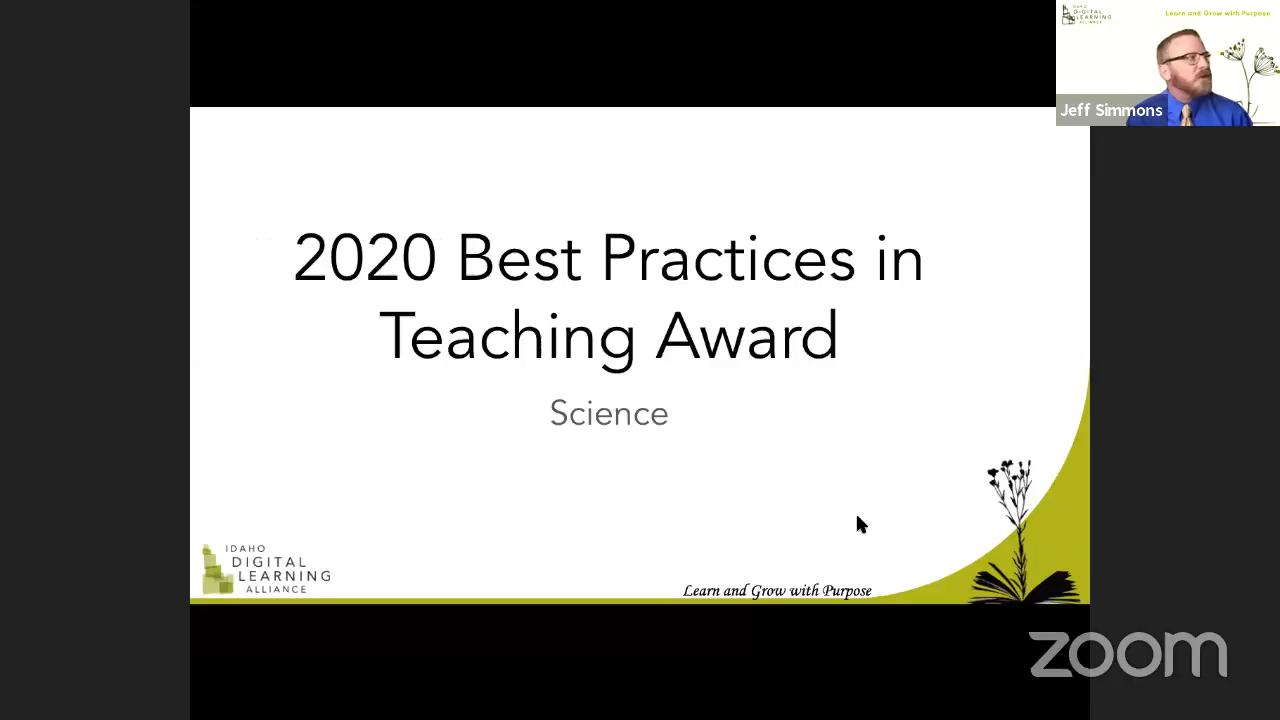 IDAHO
DIGITAL
LEARNING
ALLIANCE
Learn and Grow with Purpose
Jeff Simmons
2020 Best Practices in
Teaching Award
Science
IDAHO
DIGITAL
LEARNING
ALLIANCE
Learn and Grow with Purpose
zoom